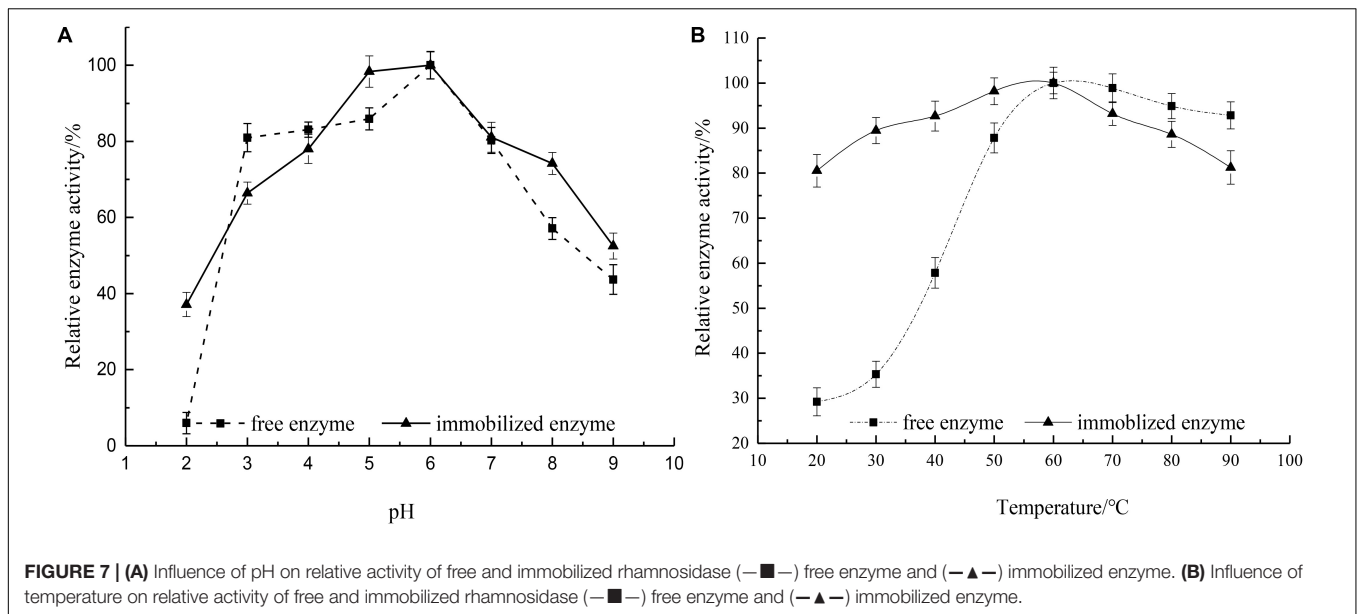 A
100
80
60
40
20
0
Relative enzyme activity/%
free enzyme
immobilized enzyme
1 2 3 4 5 6 7 8 9 10
pH
B
110
100
90
80
70
60
50
40
30
20
Relative enzyme activity/%
free enzyme
immoblized enzyme
10 20 30 40 50 60 70 80 90 100
Temperature/°C
FIGURE 7 | (A) Influence of pH on relative activity of free and immobilized rhamnosidase (–■–) free enzyme and (–▲–) immobilized enzyme. (B) Influence of
temperature on relative activity of free and immobilized rhamnosidase (–■–) free enzyme and (–▲–) immobilized enzyme.